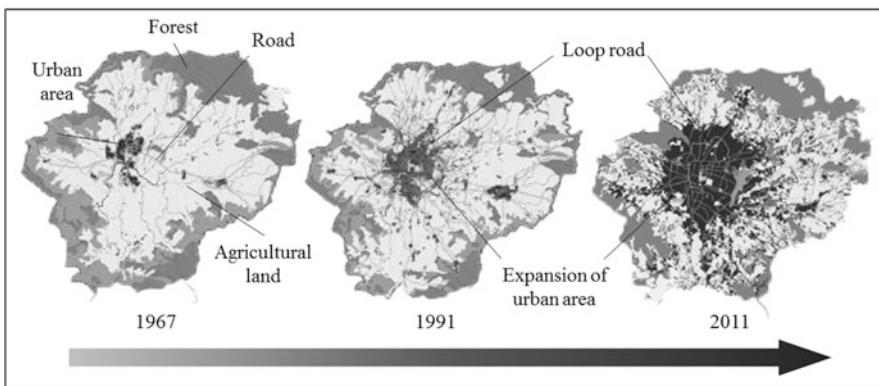 Forest
Road
Loop road
Urban
area
Agricultural
land
Expansion of
urban area
1967
1991
2011